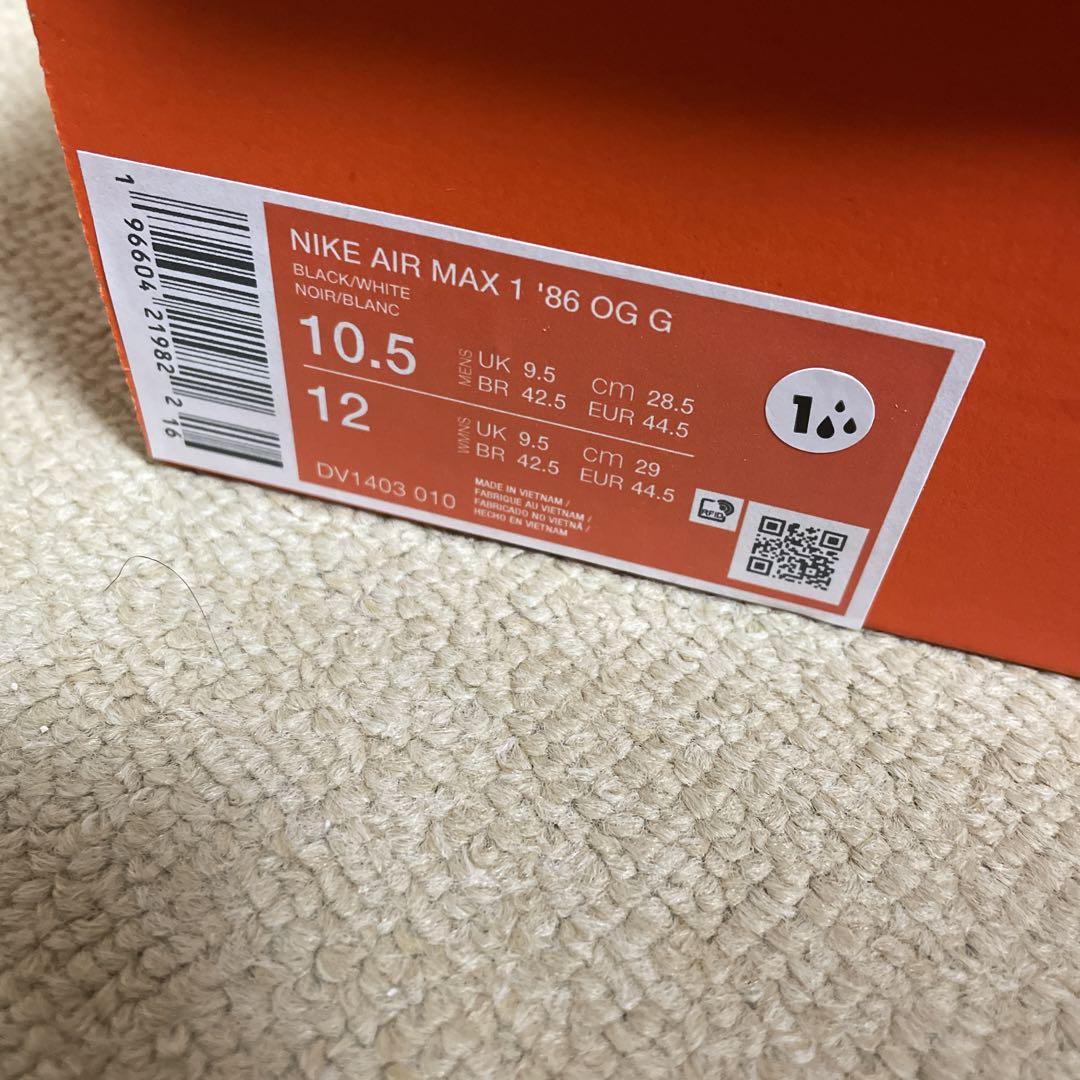 NIKE AIR MAX 1 '86 OG G
BLACK/WHITE
NOIR/BLANC
10.5
MENS
UK 9.5 cm 28.5
BR 42.5 EUR 44.5
12
WMNS
UK 9.5 cm 29
BR 42.5 EUR 44.5
DV1403 010
MADE IN VIETNAM /
FABRIQUE AU VIETNAM /
FABRICADO NO VIETNÃ /
HECHO EN VIETNAM
RFID
1
1 96604 21982 2 16